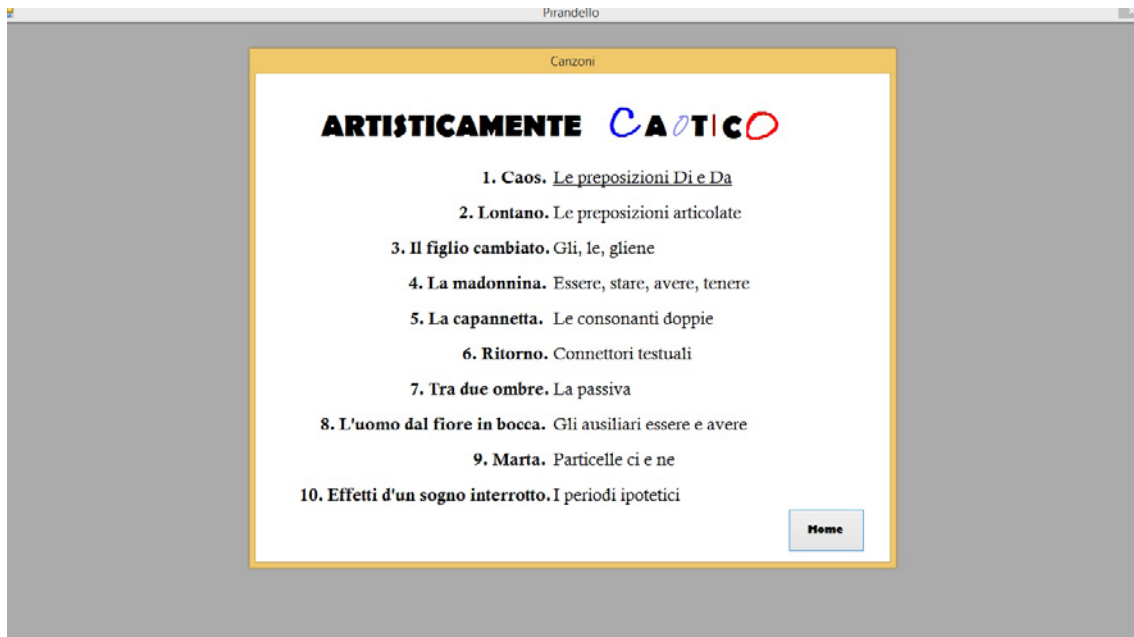 Pirandello
Canzoni
ARTISTICAMENTE CAOTICO
1. Caos. Le preposizioni Di e Da
2. Lontano. Le preposizioni articolate
3. Il figlio cambiato. Gli, le, gliene
4. La madonnina. Essere, stare, avere, tenere
5. La capannetta. Le consonanti doppie
6. Ritorno. Connettori testuali
7. Tra due ombre. La passiva
8. L'uomo dal fiore in bocca. Gli ausiliari essere e avere
9. Marta. Particelle ci e ne
10. Effetti d'un sogno interrotto. I periodi ipotetici
Home